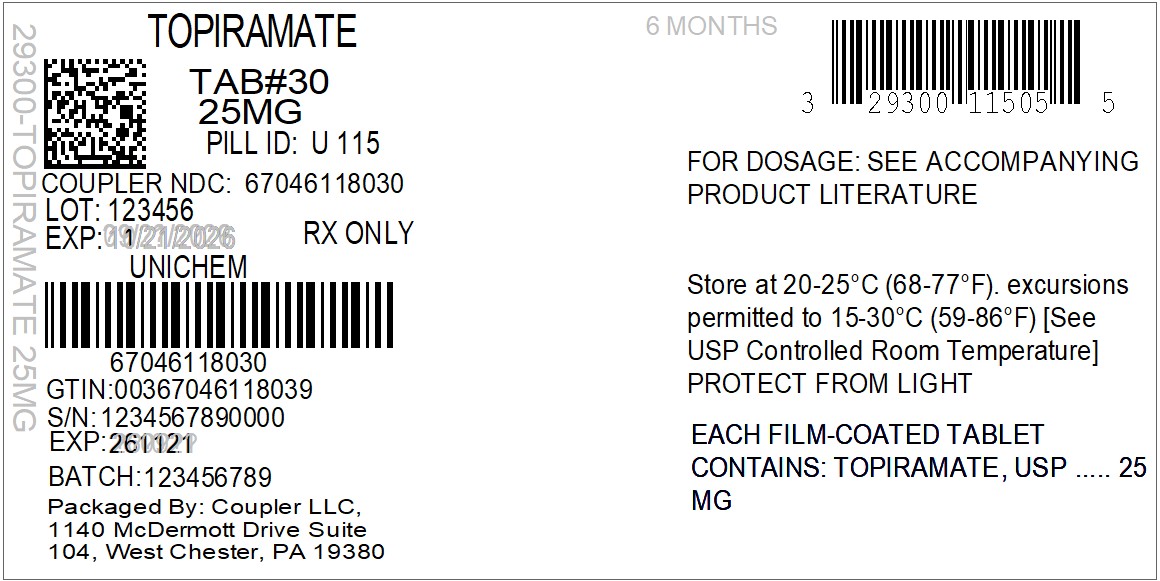 29300-TOPIRAMATE 25MG
TOPIRAMATE
TAB#30
25MG
PILL ID: U 115
COUPLER NDC: 67046118030
LOT: 123456
EXP:
RX ONLY
UNICHEM
67046118030
GTIN:00367046118039
S/N:1234567890000
EXP:
BATCH:123456789
Packaged By: Coupler LLC,
1140 McDermott Drive Suite
104, West Chester, PA 19380
6 MONTHS
3 29300 11505 5
FOR DOSAGE: SEE ACCOMPANYING
PRODUCT LITERATURE
Store at 20-25°C (68-77°F). excursions
permitted to 15-30°C (59-86°F) [See
USP Controlled Room Temperature]
PROTECT FROM LIGHT
EACH FILM-COATED TABLET
CONTAINS: TOPIRAMATE, USP ..... 25
MG